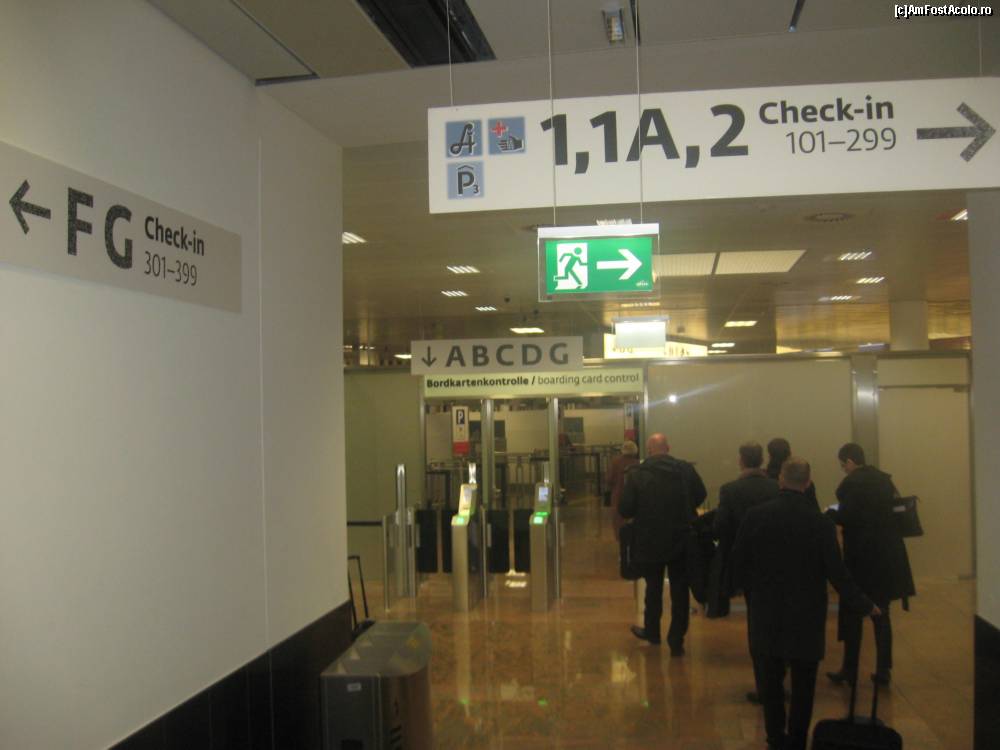 [c]AmFostAcolo.ro
1,1A,2 Check-in
101–299
P3
FG Check-in
301–399
ABCDG
Bordkartenkontrolle / boarding card control
P